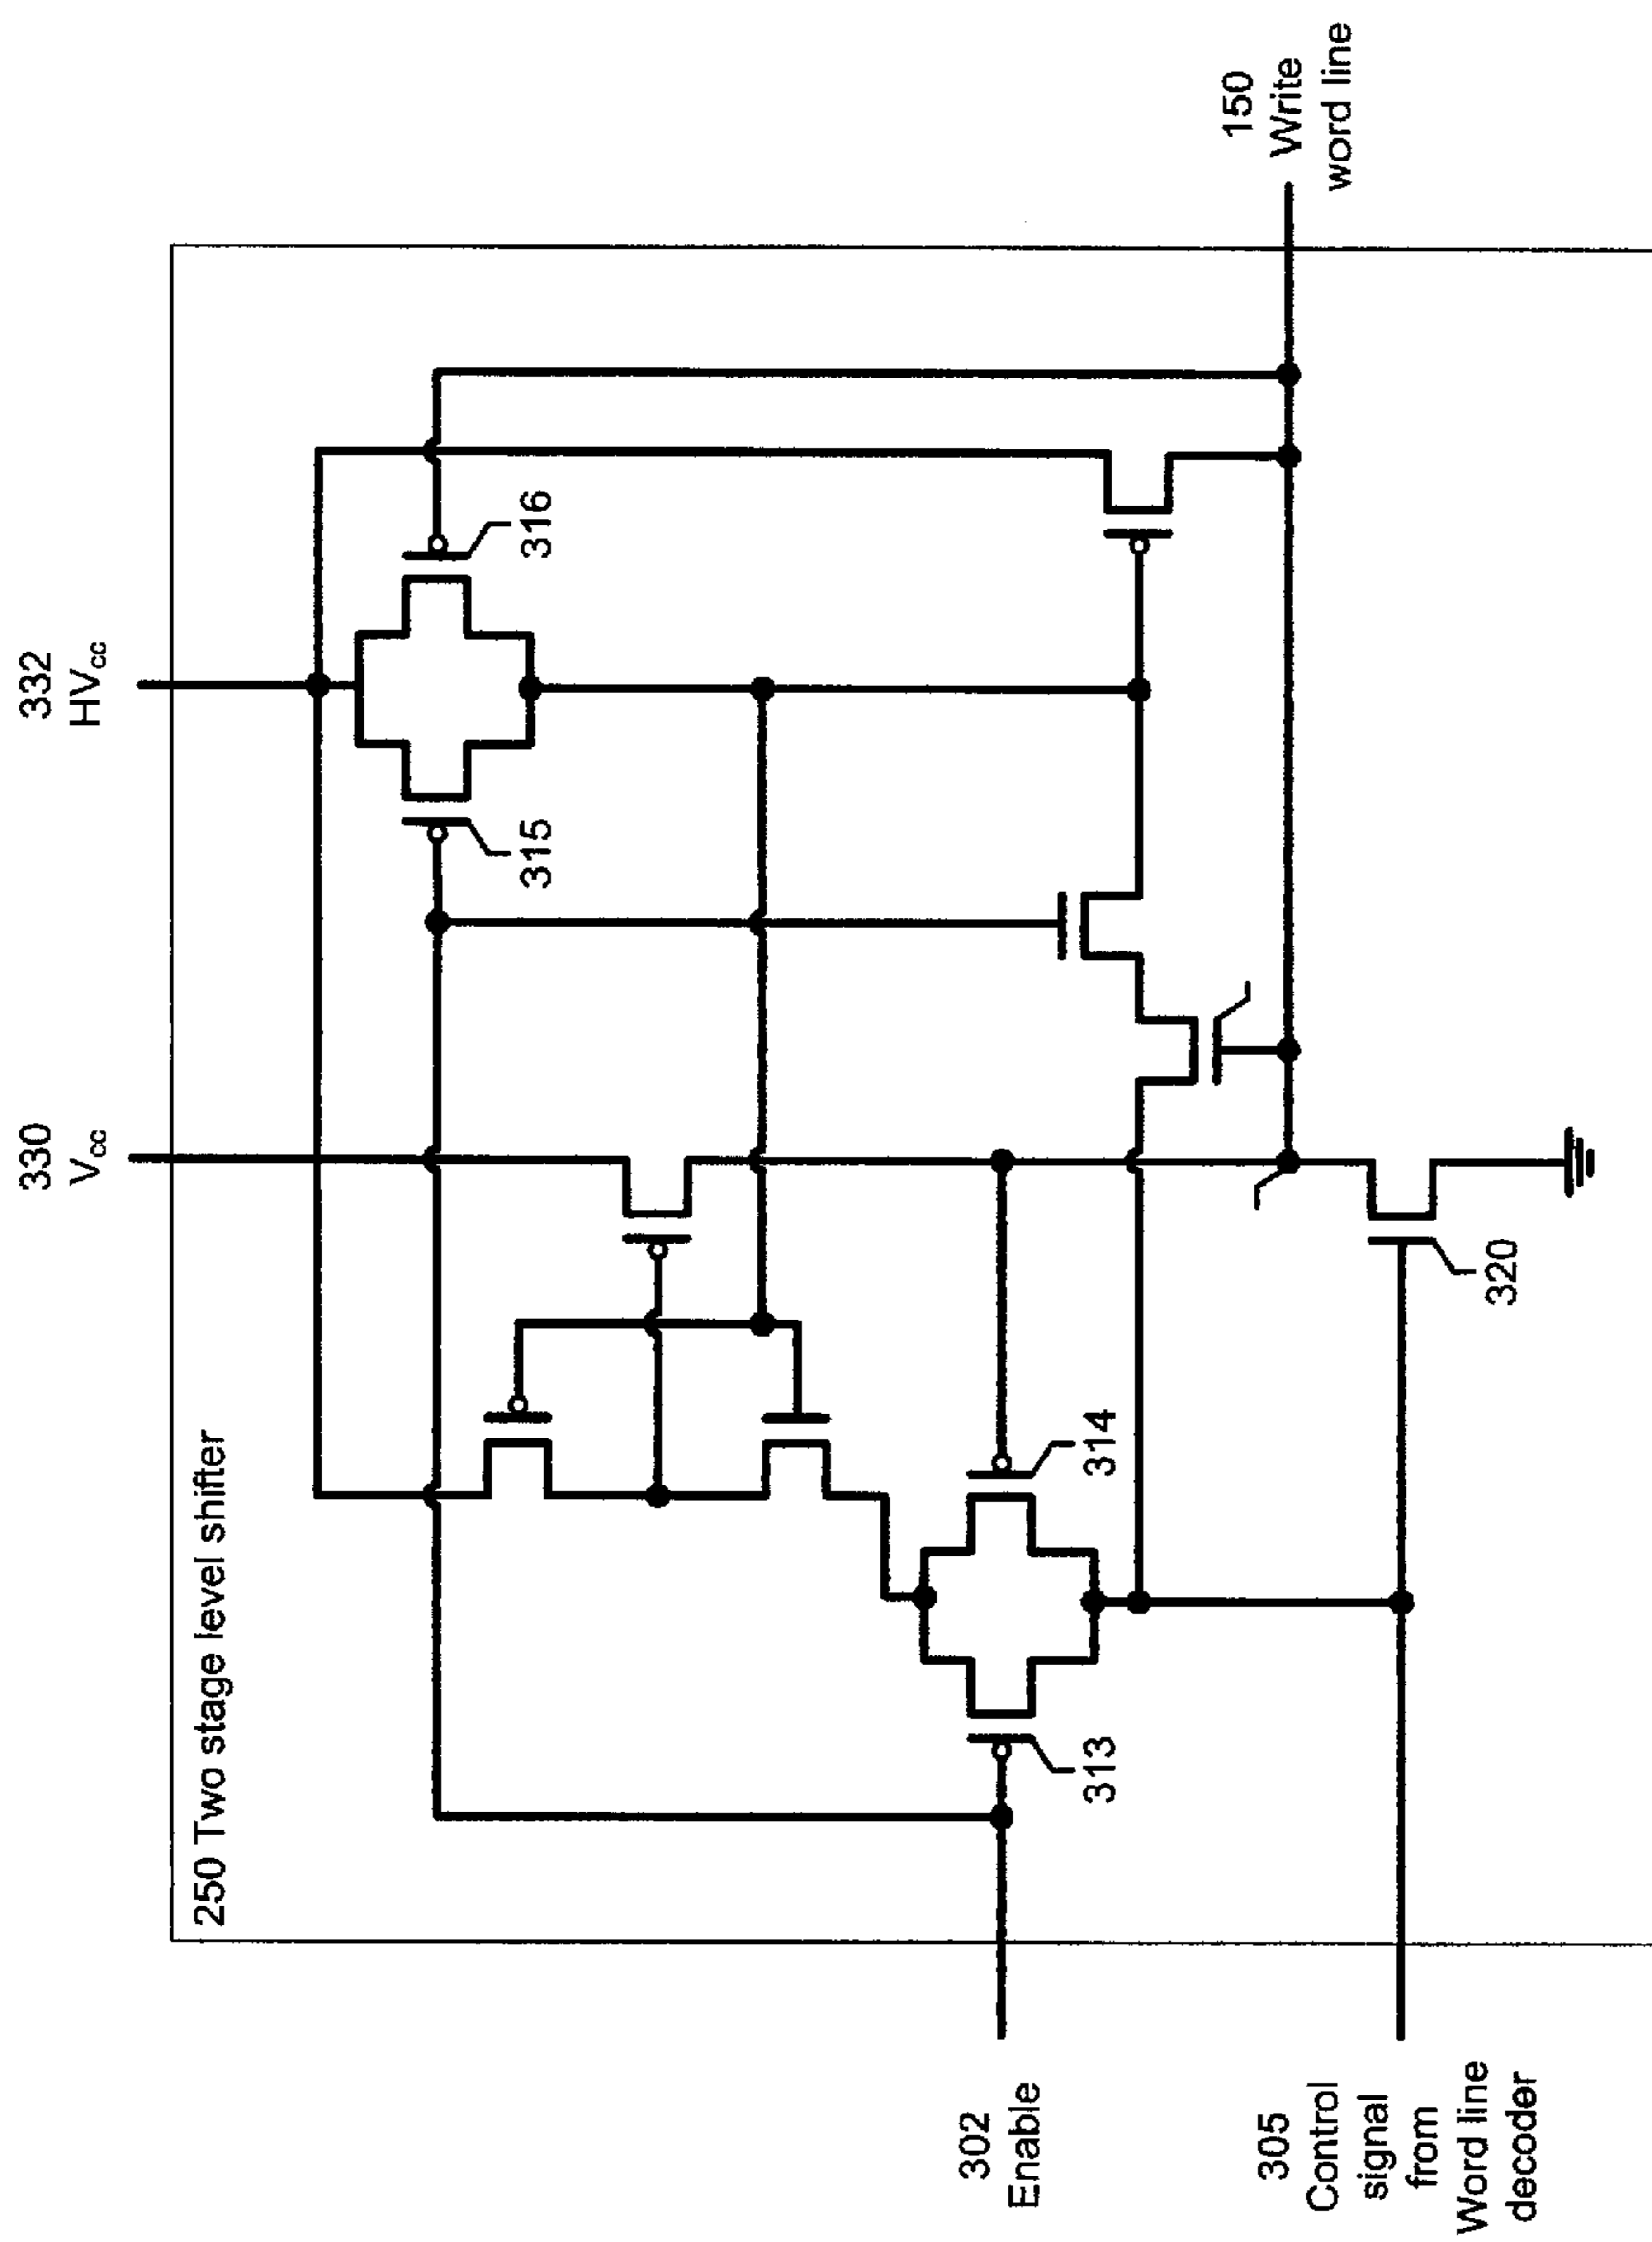 250 Two stage level shifter
330
Vcc
332
HVcc
315
316
313
314
320
302
Enable
305
Control
signal
from
Word line
decoder
150
Write
word line